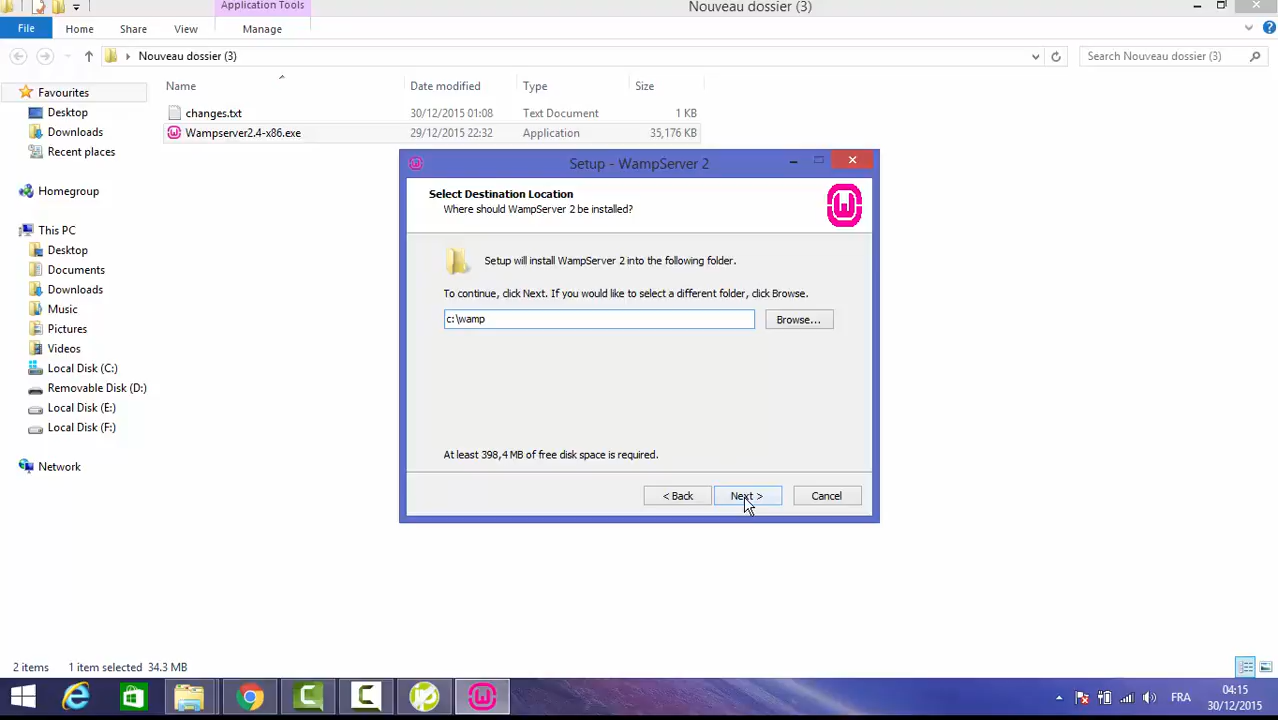 Application Tools
Nouveau dossier (3)
File
Home
Share
View
Manage
Nouveau dossier (3)
Search Nouveau dossier (3)
Name
Date modified
Type
Size
changes.txt
30/12/2015 01:08
Text Document
1 KB
Wampserver2.4-x86.exe
29/12/2015 22:32
Application
35,176 KB
Favourites
Desktop
Downloads
Recent places
Homegroup
This PC
Desktop
Documents
Downloads
Music
Pictures
Videos
Local Disk (C:)
Removable Disk (D:)
Local Disk (E:)
Local Disk (F:)
Network
Setup - WampServer 2
Select Destination Location
Where should WampServer 2 be installed?
Setup will install WampServer 2 into the following folder.
To continue, click Next. If you would like to select a different folder, click Browse.
c:\wamp
Browse...
At least 398,4 MB of free disk space is required.
< Back
Next >
Cancel
2 items
1 item selected 34.3 MB
FRA
04:15
30/12/2015